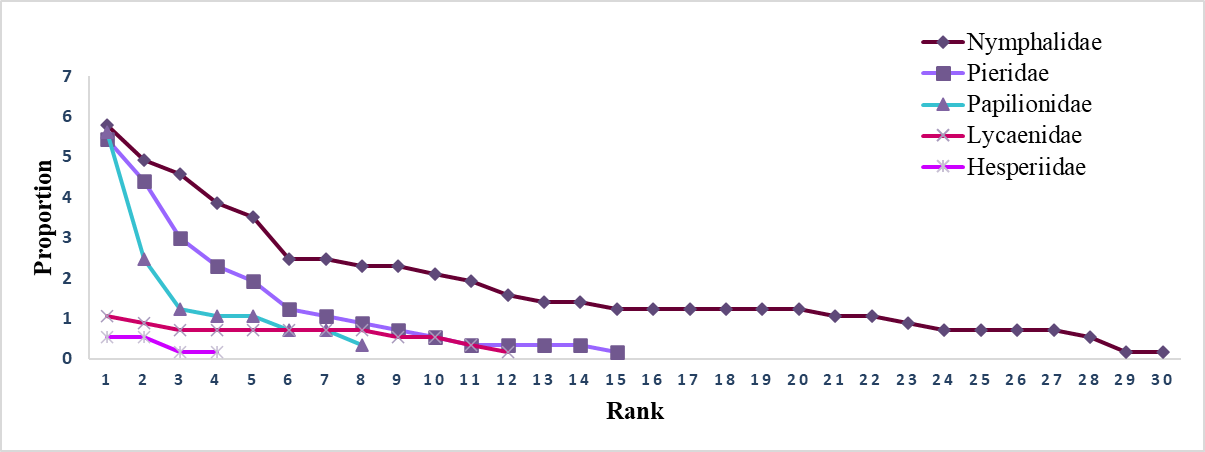 Nymphalidae
Pieridae
Papilionidae
Lycaenidae
Hesperiidae
7
6
5
4
3
2
1
0
Proportion
1 2 3 4 5 6 7 8 9 10 11 12 13 14 15 16 17 18 19 20 21 22 23 24 25 26 27 28 29 30
Rank